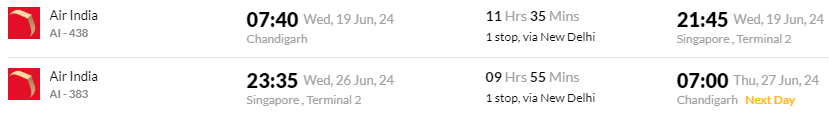 Air India 07:40 Wed, 19 Jun, 24 11 Hrs 35 Mins 21:45 Wed, 19 Jun, 24
AI - 438 Chandigarh 1 stop, via New Delhi Singapore , Terminal 2
Air India 23:35 Wed, 26 Jun, 24 09 Hrs 55 Mins 07:00 Thu, 27 Jun, 24
AI - 383 Singapore , Terminal 2 1 stop, via New Delhi Chandigarh Next Day